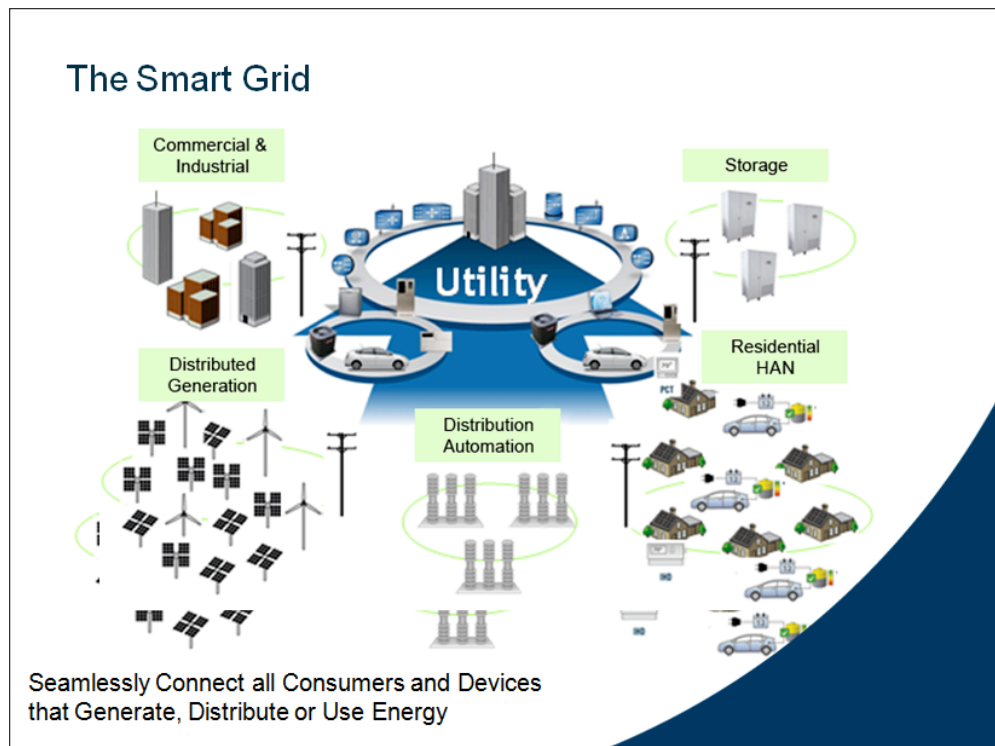 The Smart Grid
Commercial &
Industrial
Storage
Utility
Distributed
Generation
Residential
HAN
PCT
Distribution
Automation
IHD
IHD
Seamlessly Connect all Consumers and Devices
that Generate, Distribute or Use Energy